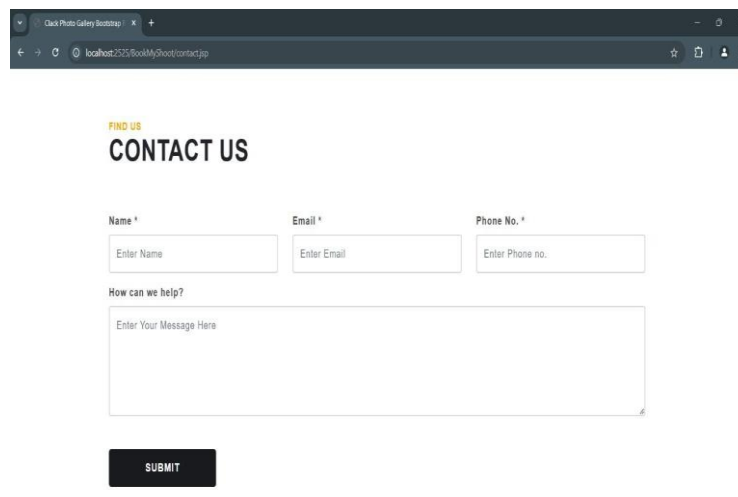 Clack Photo Gallery Bootstrap
localhost:2525/BookMyShoot/contact.jsp
FIND US
CONTACT US
Name * Email * Phone No. *
Enter Name Enter Email Enter Phone no.
How can we help?
Enter Your Message Here
SUBMIT